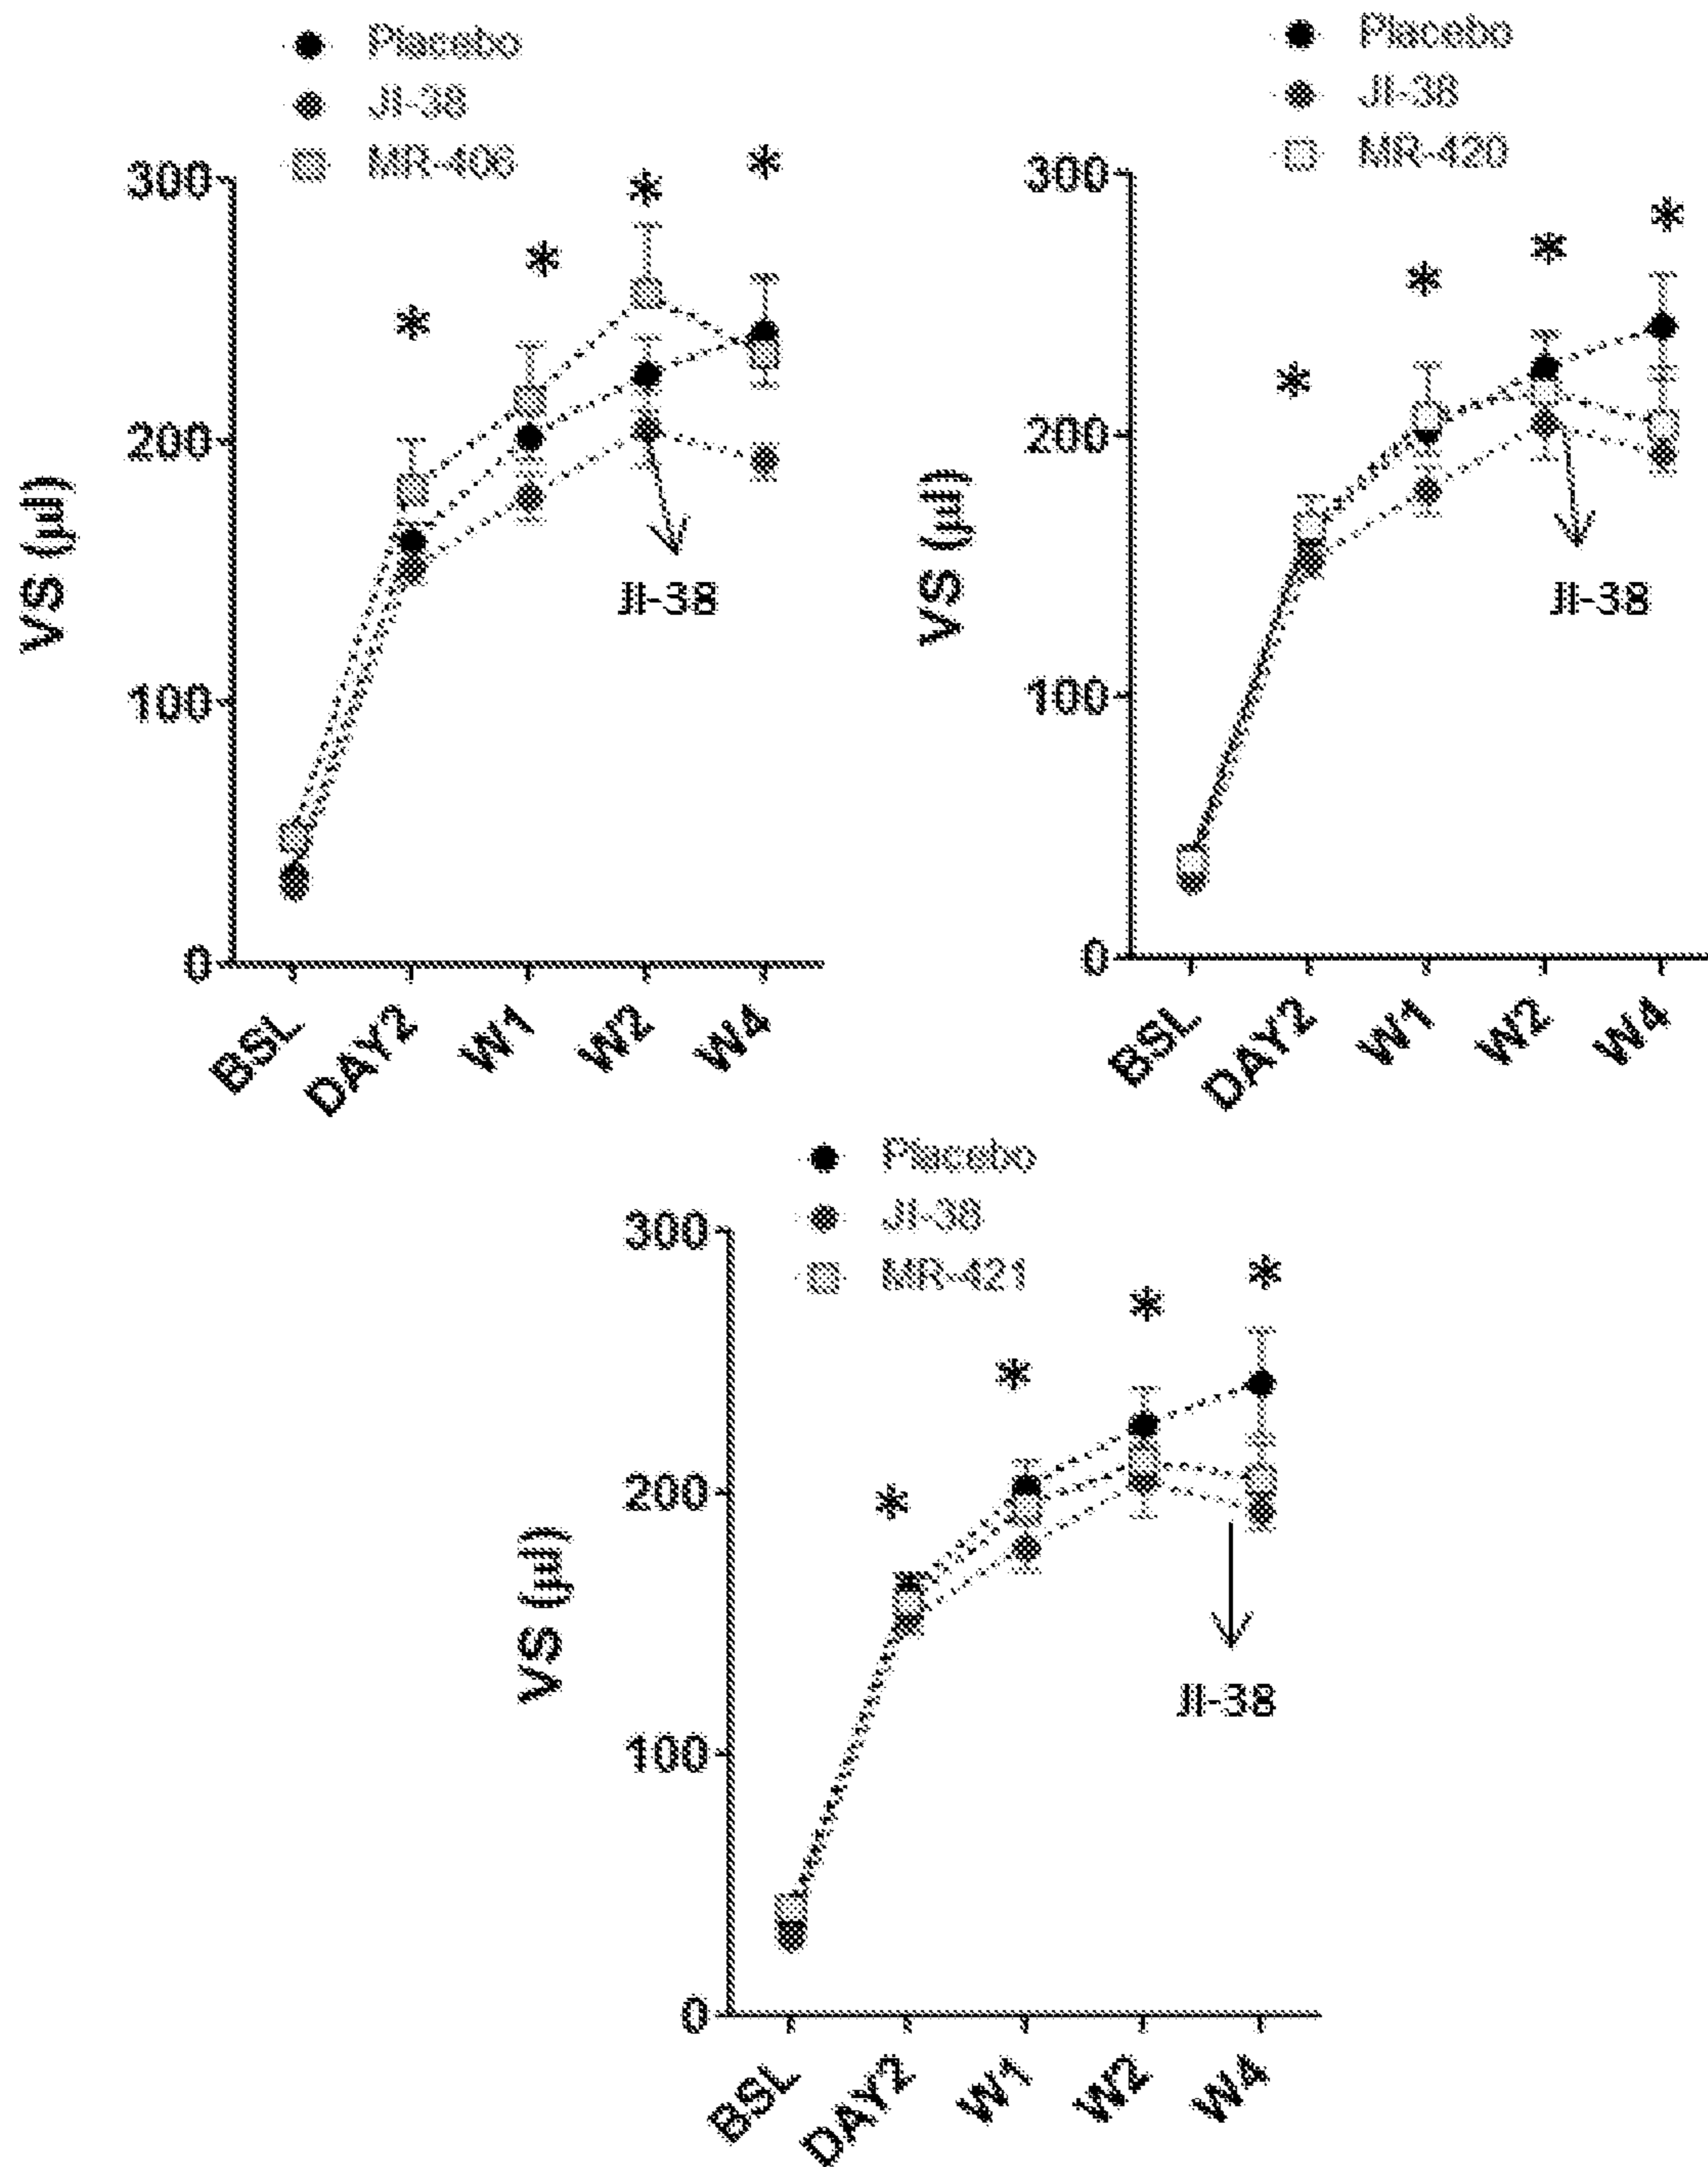 Placebo
JI-38
MR-406
*
*
*
*
300
200
100
0
VS (µl)
JI-38
BSL
DAY2
W1
W2
W4
Placebo
JI-38
MR-420
*
*
*
*
300
200
100
0
VS (µl)
JI-38
BSL
DAY2
W1
W2
W4
Placebo
JI-38
MR-421
*
*
*
*
300
200
100
0
VS (µl)
JI-38
BSL
DAY2
W1
W2
W4